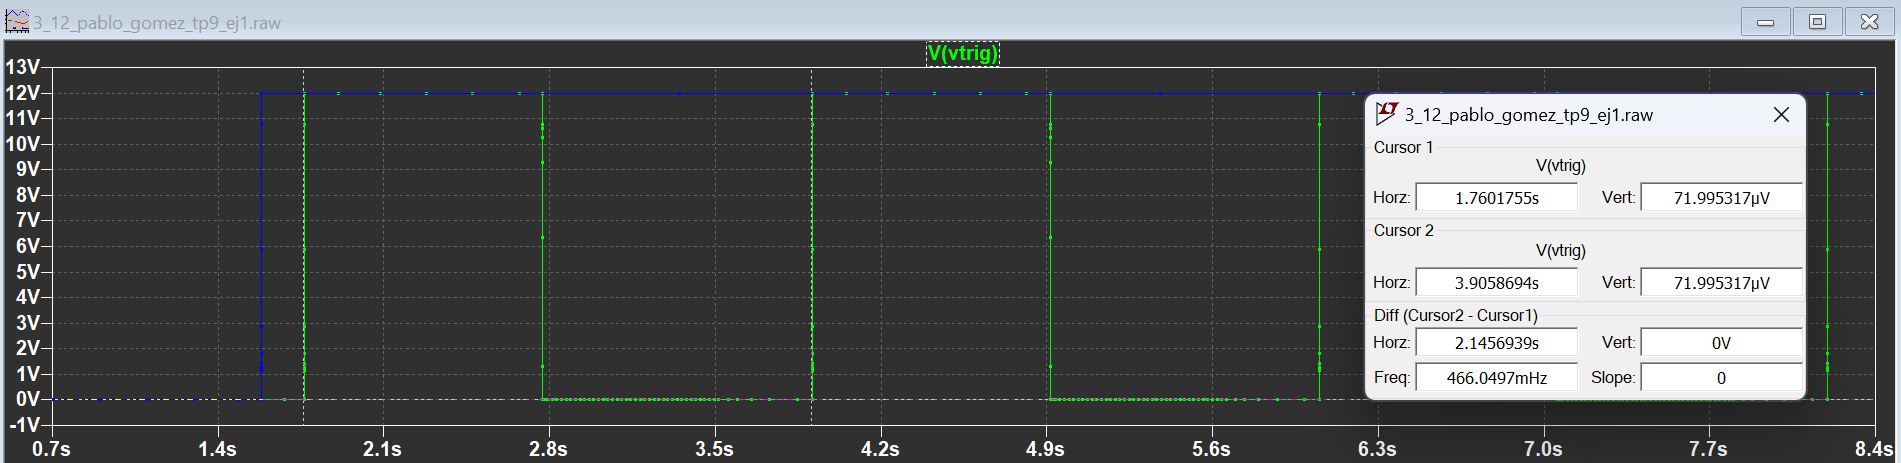 3_12_pablo_gomez_tp9_ej1.raw
V(vtrig)
13V
12V
11V
10V
9V
8V
7V
6V
5V
4V
3V
2V
1V
0V
-1V
0.7s 1.4s 2.1s 2.8s 3.5s 4.2s 4.9s 5.6s 6.3s 7.0s 7.7s 8.4s
3_12_pablo_gomez_tp9_ej1.raw
Cursor 1
V(vtrig)
Horz: 1.7601755s Vert: 71.995317µV
Cursor 2
V(vtrig)
Horz: 3.9058694s Vert: 71.995317µV
Diff (Cursor2 - Cursor1)
Horz: 2.1456939s Vert: 0V
Freq: 466.0497mHz Slope: 0